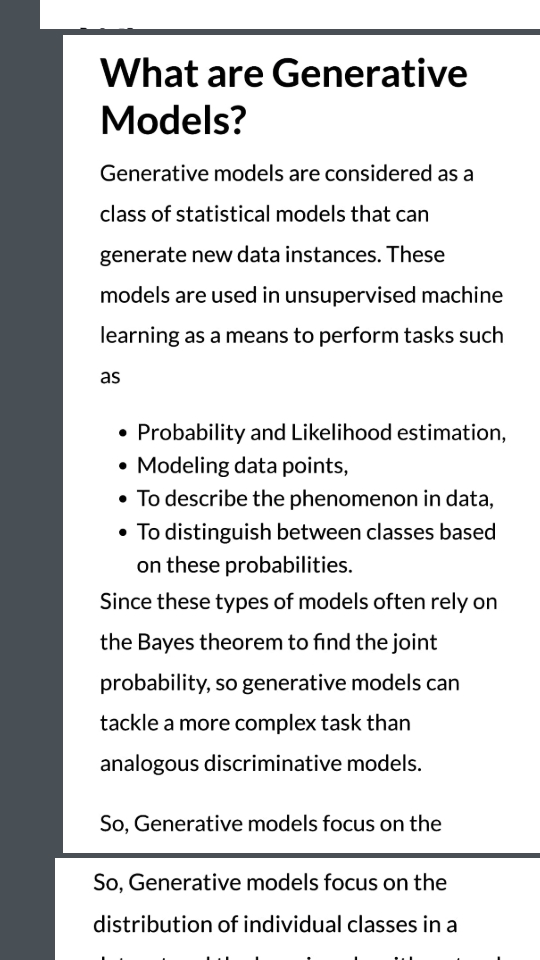 What are Generative
Models?
Generative models are considered as a
class of statistical models that can
generate new data instances. These
models are used in unsupervised machine
learning as a means to perform tasks such
as
• Probability and Likelihood estimation,
• Modeling data points,
• To describe the phenomenon in data,
• To distinguish between classes based
on these probabilities.
Since these types of models often rely on
the Bayes theorem to find the joint
probability, so generative models can
tackle a more complex task than
analogous discriminative models.
So, Generative models focus on the
So, Generative models focus on the
distribution of individual classes in a